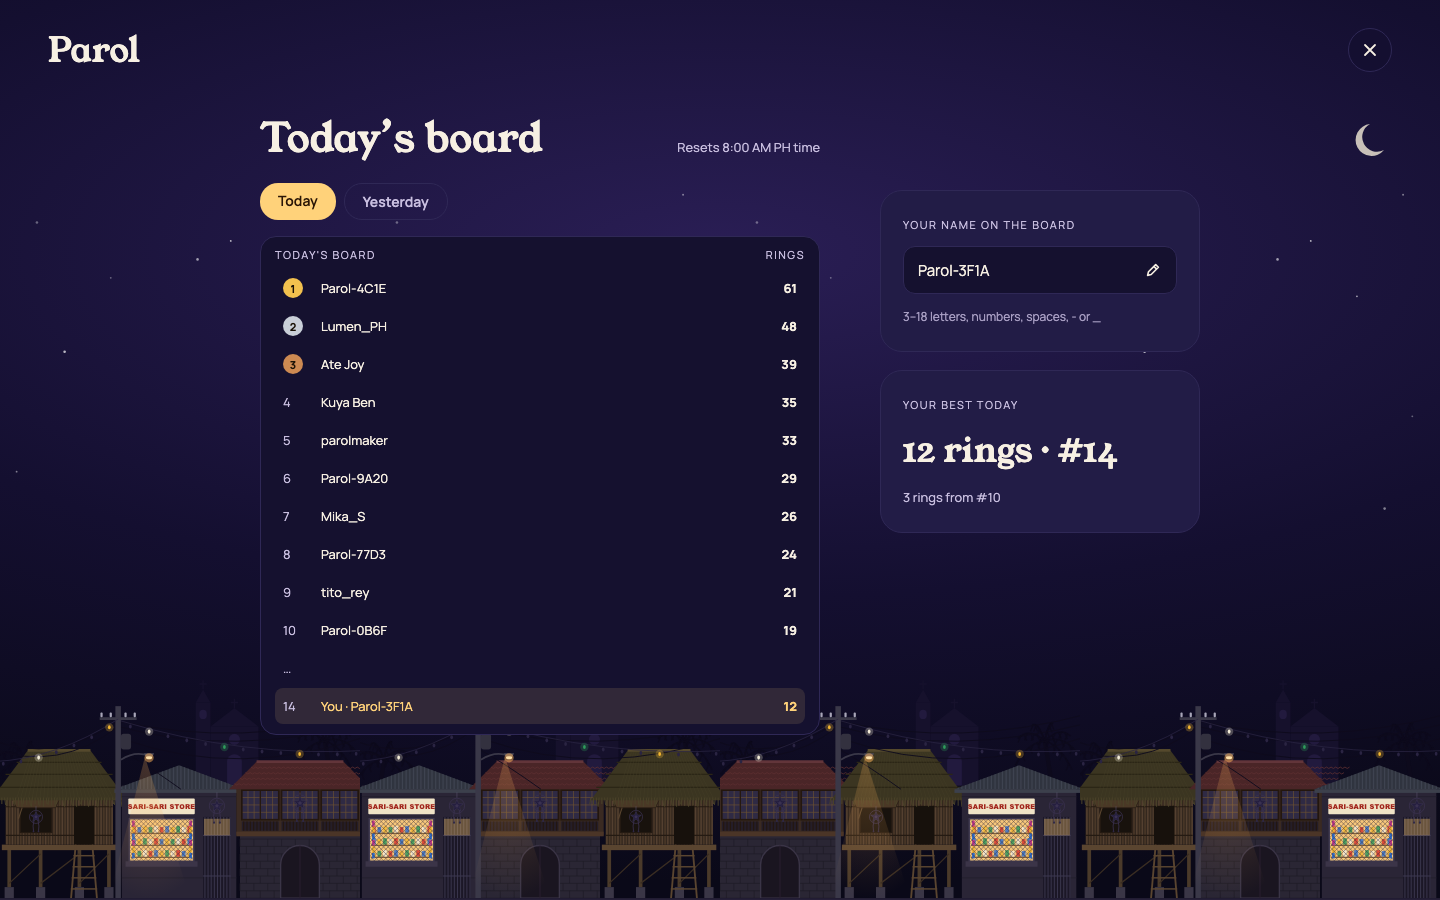 Parol
Today’s board
Resets 8:00 AM PH time
Today
Yesterday
TODAY'S BOARD RINGS
1 Parol-4C1E 61
2 Lumen_PH 48
3 Ate Joy 39
4 Kuya Ben 35
5 parolmaker 33
6 Parol-9A20 29
7 Mika_S 26
8 Parol-77D3 24
9 tito_rey 21
10 Parol-0B6F 19
…
14 You · Parol-3F1A 12
YOUR NAME ON THE BOARD
Parol-3F1A
3–18 letters, numbers, spaces, - or _
YOUR BEST TODAY
12 rings · #14
3 rings from #10
SARI-SARI STORE
SARI-SARI STORE
SARI-SARI STORE
SARI-SARI STORE